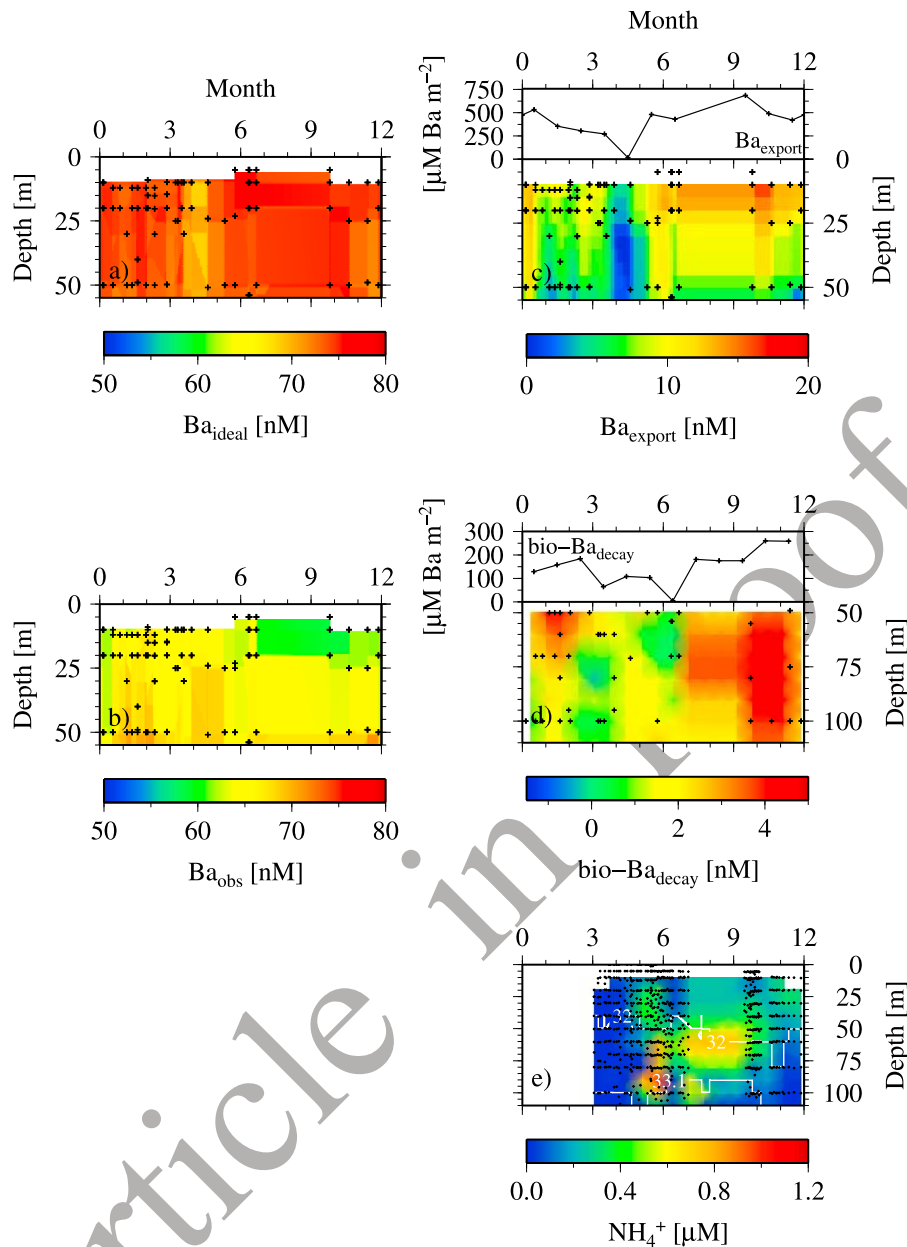 Month
0 3 6 9 12
Depth [m]
0
25
50
a)
50 60 70 80
Ba_ideal [nM]
Month
0 3 6 9 12
[µM Ba m⁻²]
750
500
250
0
Ba_export
0
25
50
Depth [m]
c)
0 10 20
Ba_export [nM]
0 3 6 9 12
Depth [m]
0
25
50
b)
50 60 70 80
Ba_obs [nM]
0 3 6 9 12
[µM Ba m⁻²]
300
200
100
0
bio−Ba_decay
50
75
100
Depth [m]
d)
0 2 4
bio−Ba_decay [nM]
0 3 6 9 12
0
25
50
75
100
Depth [m]
32
32
33
e)
0.0 0.4 0.8 1.2
NH₄⁺ [µM]
Article in proof